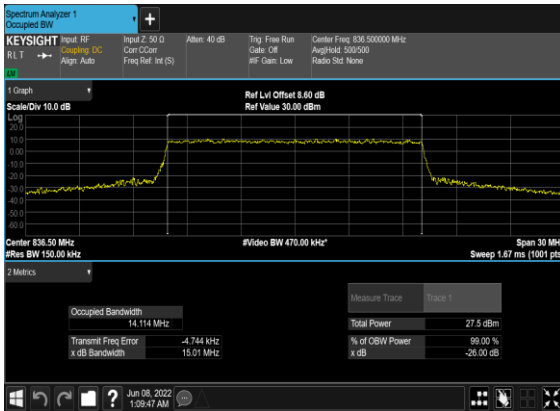 Spectrum Analyzer 1
Occupied BW
KEYSIGHT
R L T
LXI
Input: RF
Coupling: DC
Align: Auto
Input Z: 50 Ω
Corr CCorr
Freq Ref: Int (S)
Atten: 40 dB
Trig: Free Run
Gate: Off
#IF Gain: Low
Center Freq: 836.500000 MHz
Avg|Hold: 500/500
Radio Std: None
1 Graph
Scale/Div 10.0 dB
Ref Lvl Offset 8.60 dB
Ref Value 30.00 dBm
Log
20.0
10.0
0.00
-10.0
-20.0
-30.0
-40.0
-50.0
-60.0
Center 836.50 MHz
#Res BW 150.00 kHz
#Video BW 470.00 kHz*
Span 30 MH
Sweep 1.67 ms (1001 pts
2 Metrics
Measure Trace
Trace 1
Occupied Bandwidth
14.114 MHz
Total Power
27.5 dBm
Transmit Freq Error
-4.744 kHz
% of OBW Power
99.00 %
x dB Bandwidth
15.01 MHz
x dB
-26.00 dB
?
Jun 08, 2022
1:09:47 AM